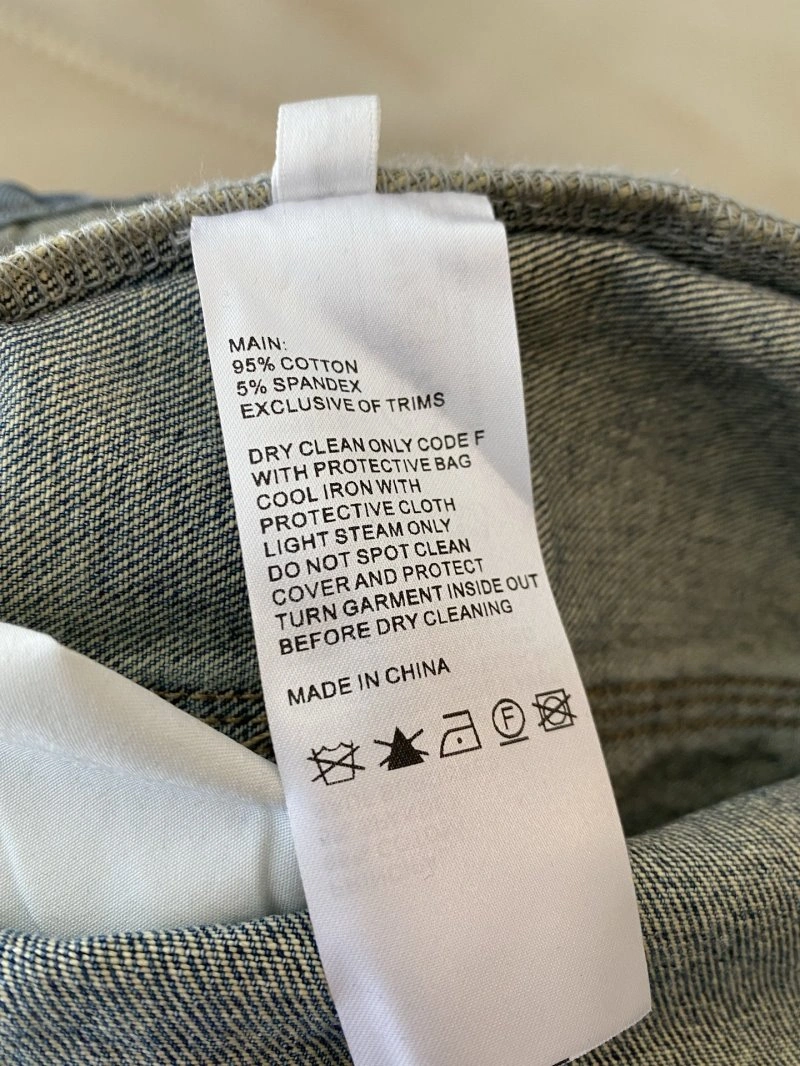 MAIN:
95% COTTON
5% SPANDEX
EXCLUSIVE OF TRIMS
DRY CLEAN ONLY CODE F
WITH PROTECTIVE BAG
COOL IRON WITH
PROTECTIVE CLOTH
LIGHT STEAM ONLY
DO NOT SPOT CLEAN
COVER AND PROTECT
TURN GARMENT INSIDE OUT
BEFORE DRY CLEANING
MADE IN CHINA
F